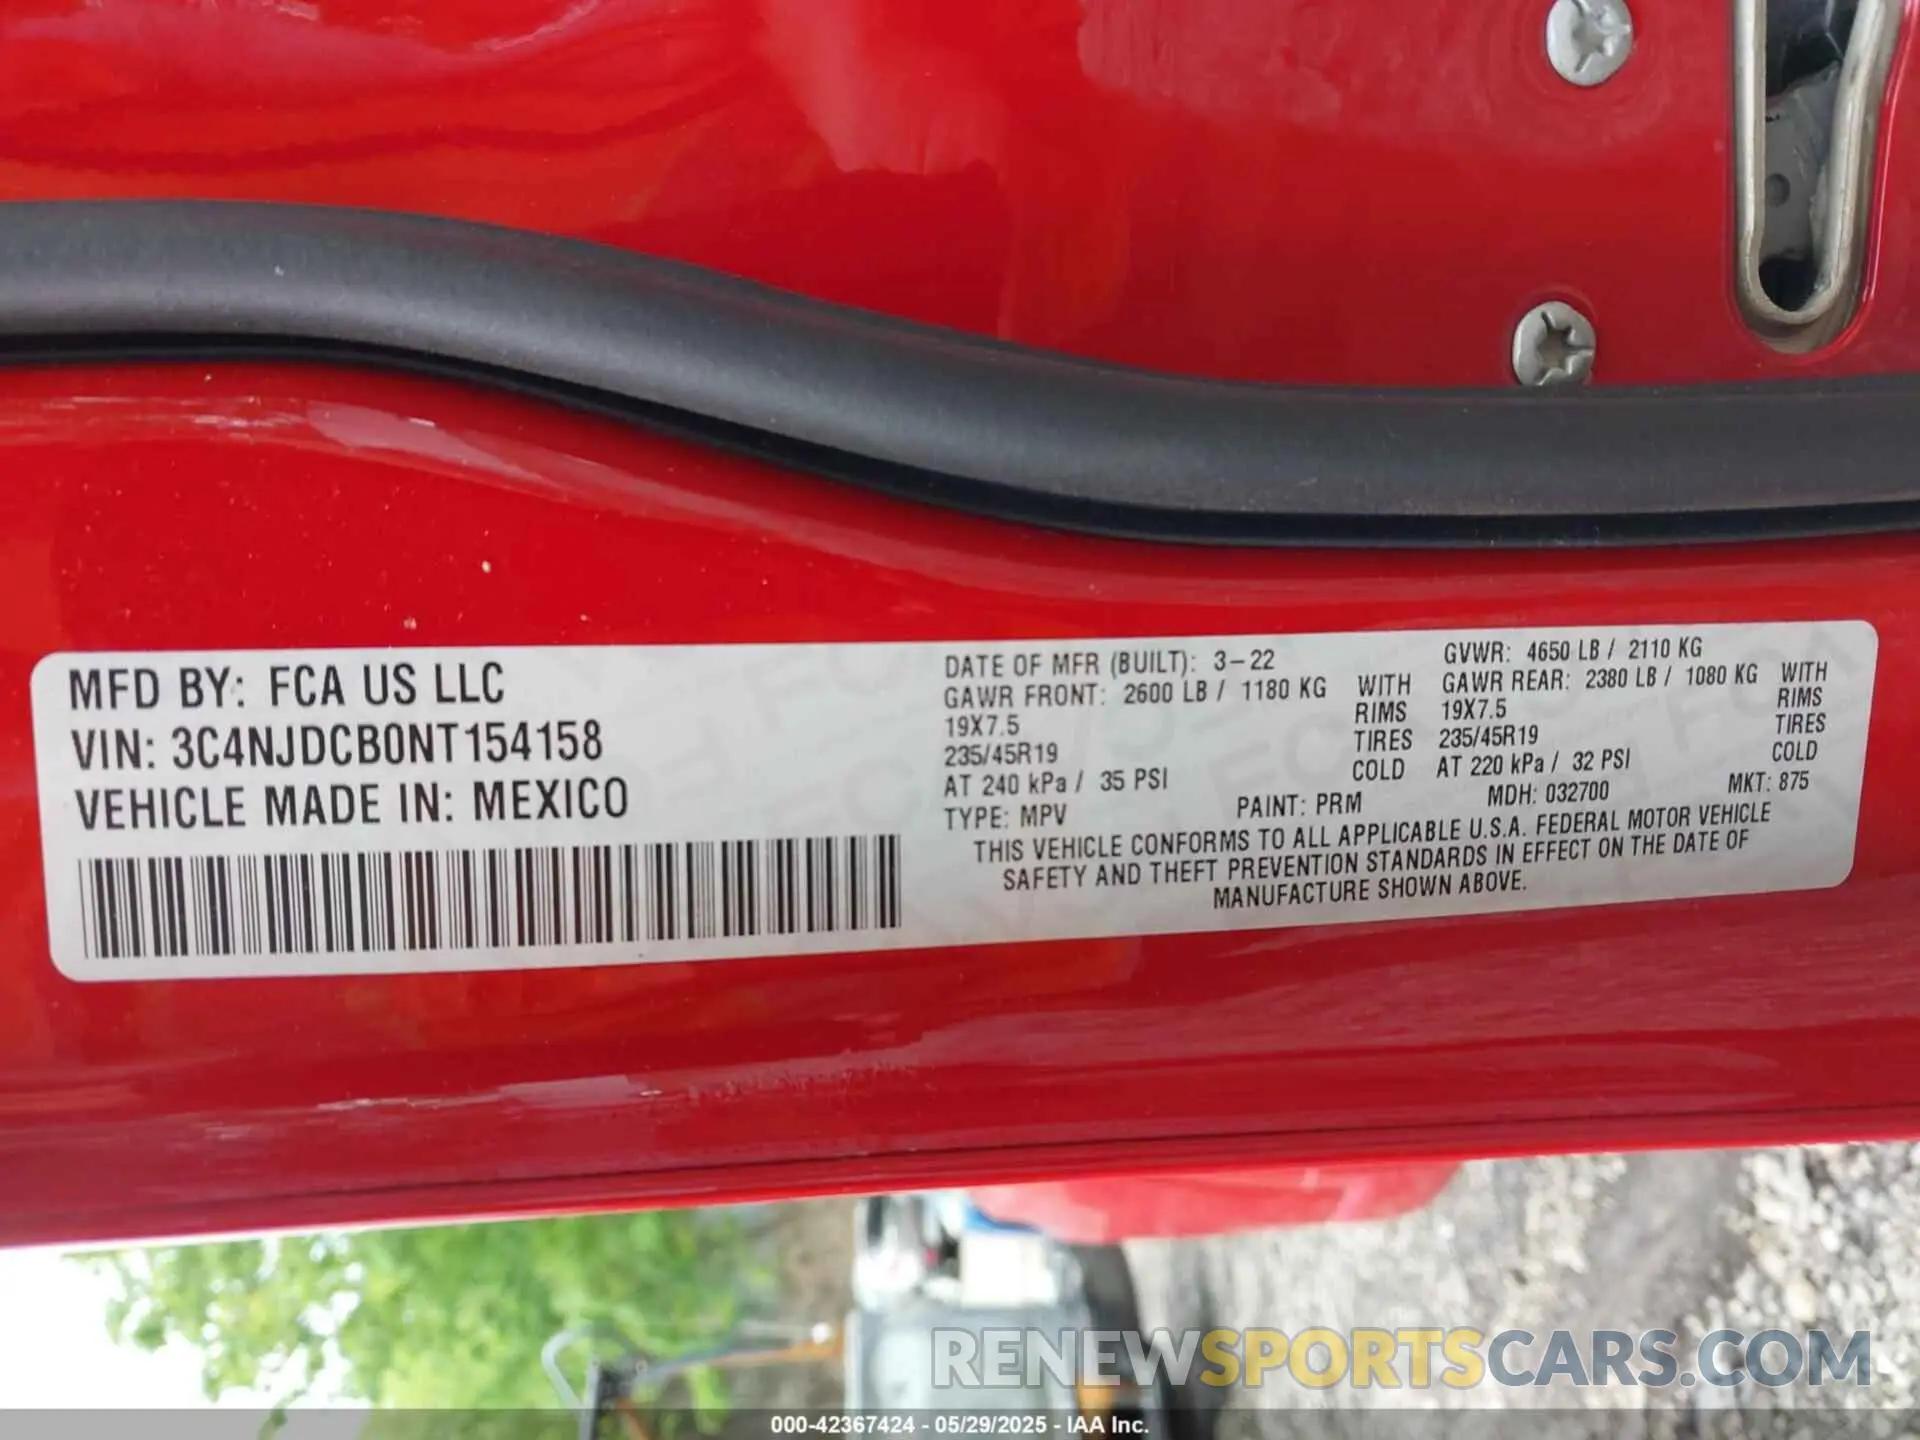 MFD BY: FCA US LLC
VIN: 3C4NJDCB0NT154158
VEHICLE MADE IN: MEXICO
DATE OF MFR (BUILT): 3-22 GVWR: 4650 LB / 2110 KG
GAWR FRONT: 2600 LB / 1180 KG WITH GAWR REAR: 2380 LB / 1080 KG WITH
19X7.5 RIMS 19X7.5 RIMS
235/45R19 TIRES 235/45R19 TIRES
AT 240 kPa / 35 PSI COLD AT 220 kPa / 32 PSI COLD
TYPE: MPV PAINT: PRM MDH: 032700 MKT: 875
THIS VEHICLE CONFORMS TO ALL APPLICABLE U.S.A. FEDERAL MOTOR VEHICLE
SAFETY AND THEFT PREVENTION STANDARDS IN EFFECT ON THE DATE OF
MANUFACTURE SHOWN ABOVE.
RENEWSPORTSCARS.COM
000-42367424 - 05/29/2025 - IAA Inc.